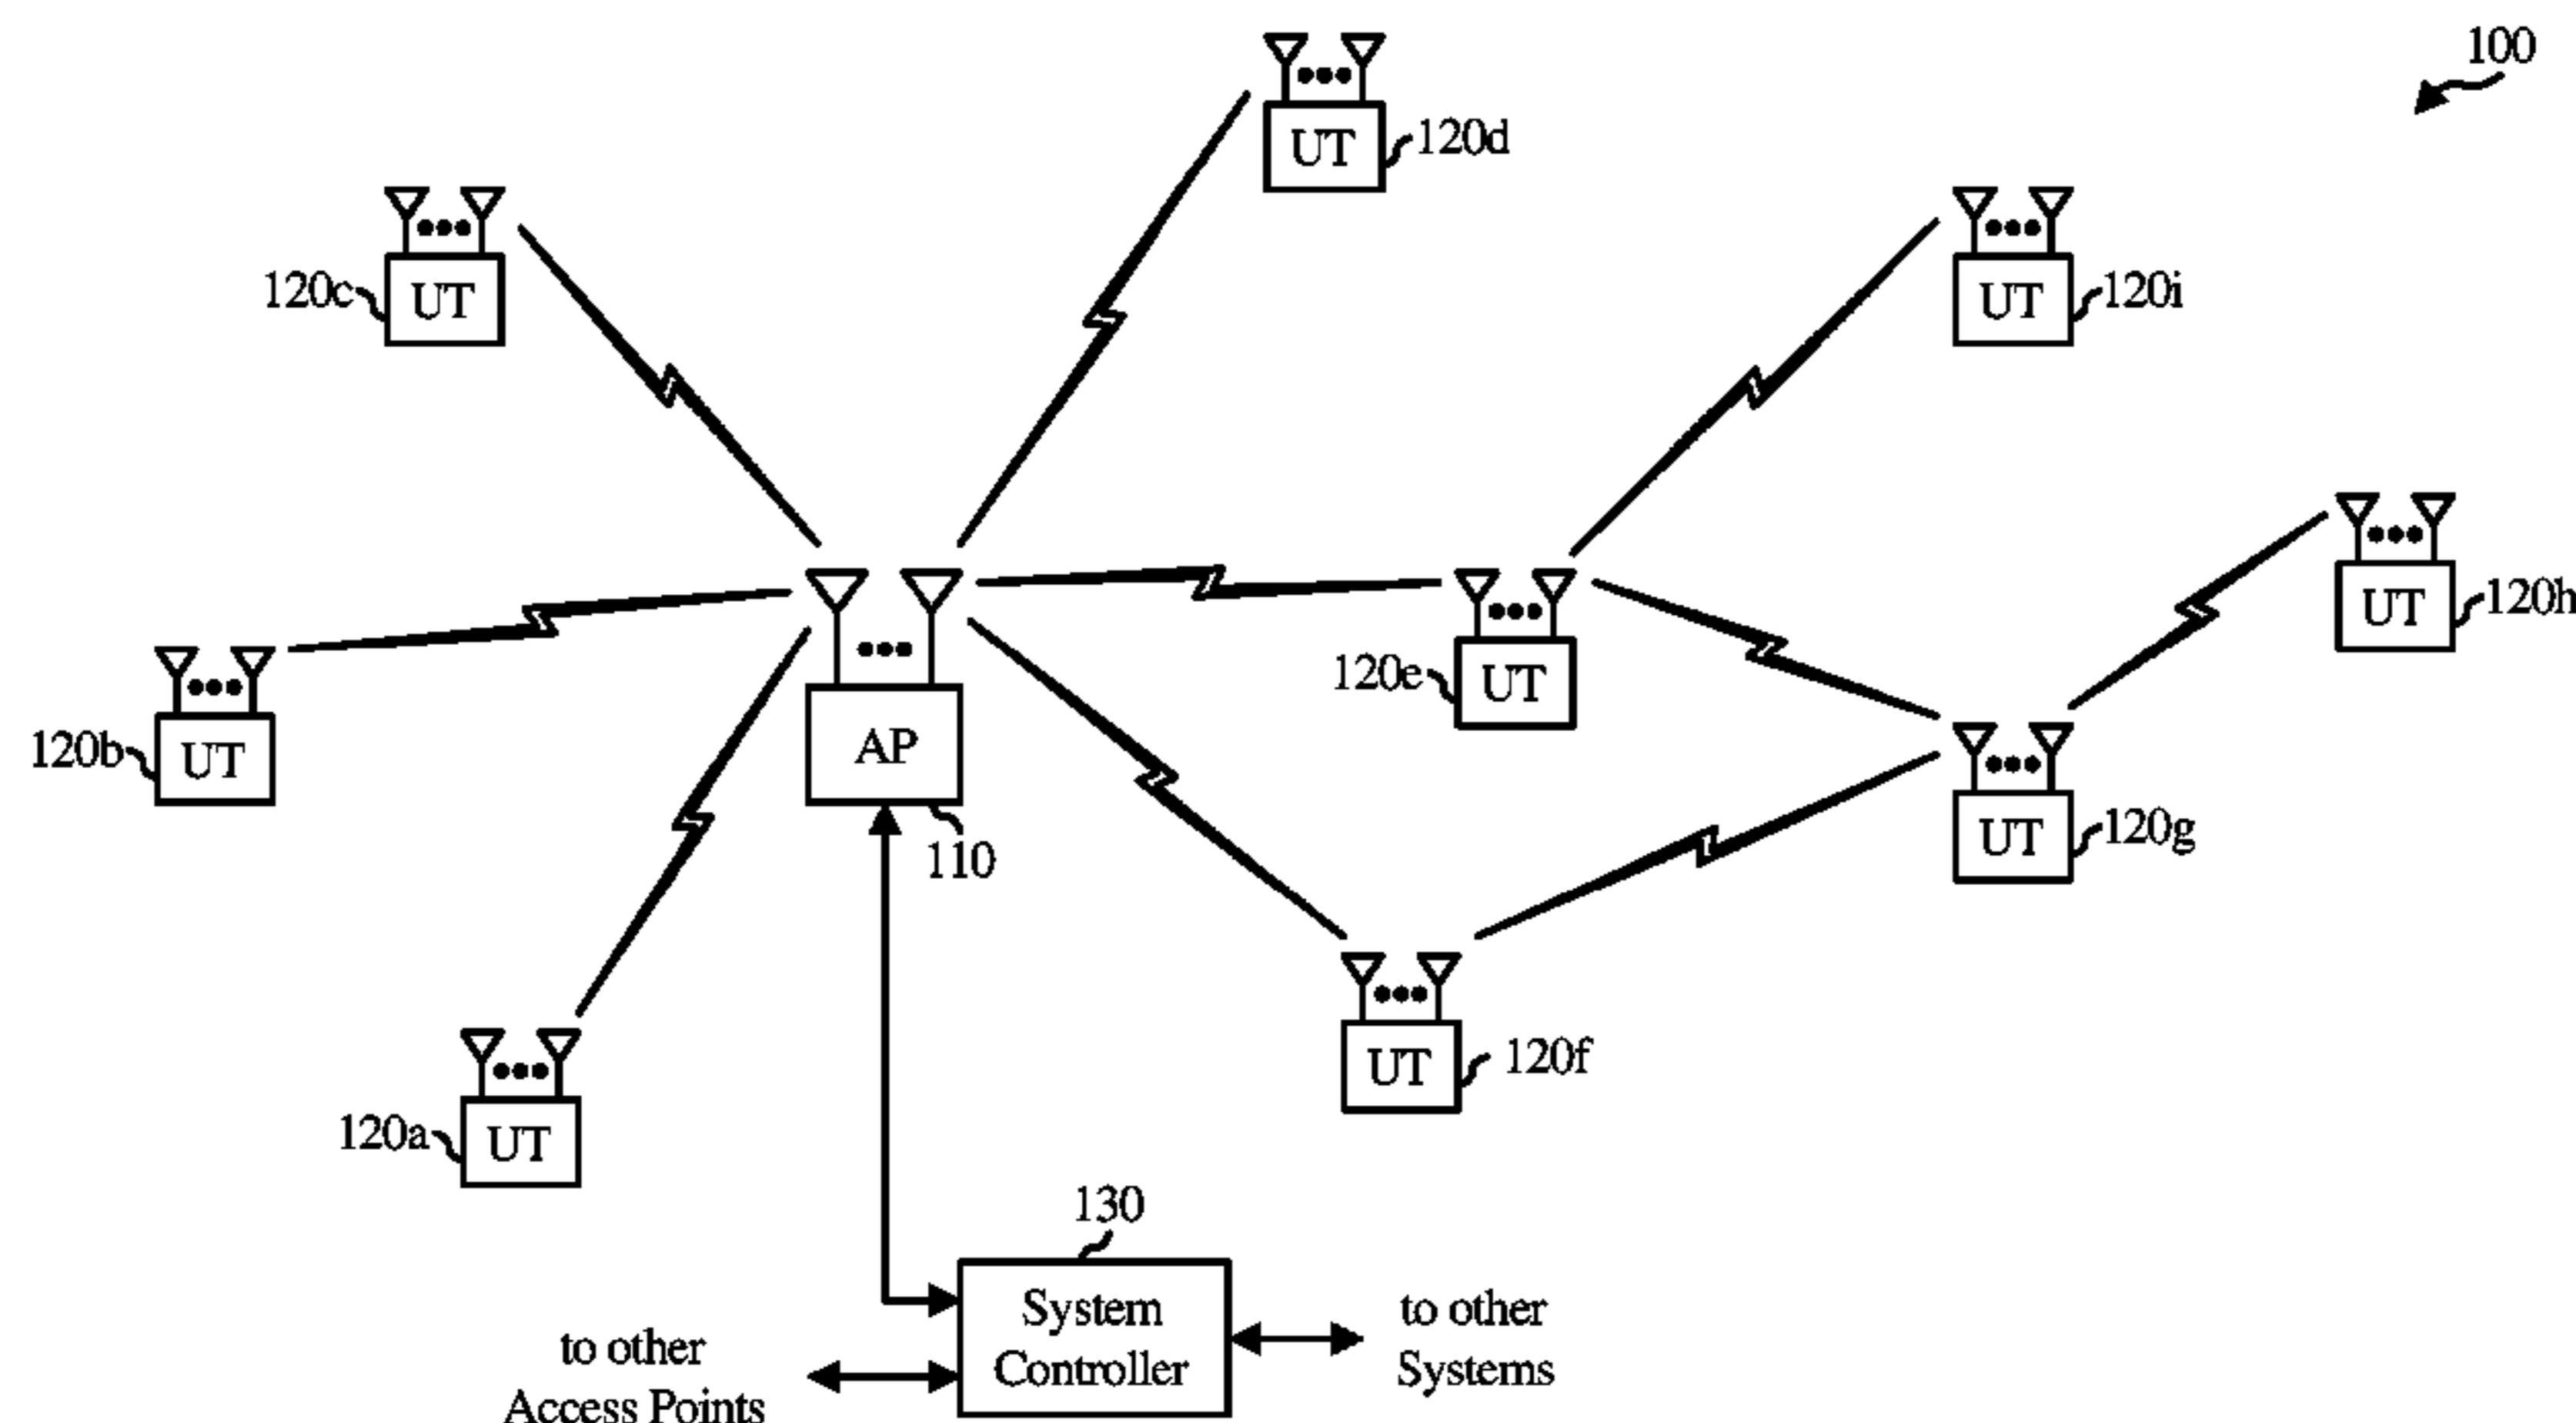 100
UT
120d
120c
UT
UT
120i
120b
UT
AP
110
120e
UT
UT
120h
UT
120g
120a
UT
UT
120f
130
System
Controller
to other
Access Points
to other
Systems